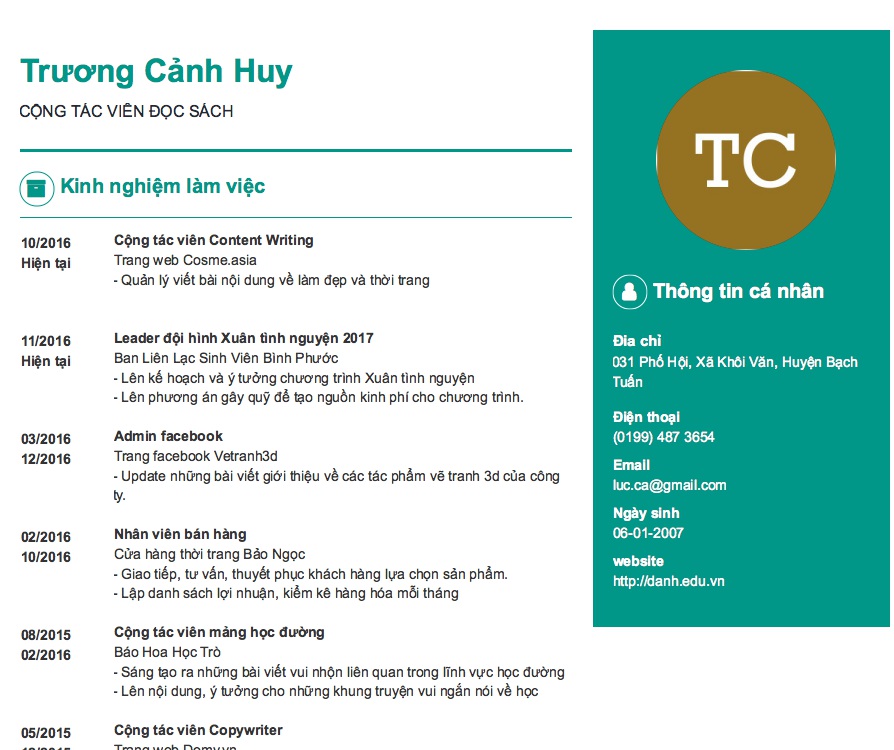 Trương Cảnh Huy
CỘNG TÁC VIÊN ĐỌC SÁCH
Kinh nghiệm làm việc
10/2016
Hiện tại
Cộng tác viên Content Writing
Trang web Cosme.asia
- Quản lý viết bài nội dung về làm đẹp và thời trang
11/2016
Hiện tại
Leader đội hình Xuân tình nguyện 2017
Ban Liên Lạc Sinh Viên Bình Phước
- Lên kế hoạch và ý tưởng chương trình Xuân tình nguyện
- Lên phương án gây quỹ để tạo nguồn kinh phí cho chương trình.
03/2016
12/2016
Admin facebook
Trang facebook Vetranh3d
- Update những bài viết giới thiệu về các tác phẩm vẽ tranh 3d của công
ty.
02/2016
10/2016
Nhân viên bán hàng
Cửa hàng thời trang Bảo Ngọc
- Giao tiếp, tư vấn, thuyết phục khách hàng lựa chọn sản phẩm.
- Lập danh sách lợi nhuận, kiểm kê hàng hóa mỗi tháng
08/2015
02/2016
Cộng tác viên mảng học đường
Báo Hoa Học Trò
- Sáng tạo ra những bài viết vui nhộn liên quan trong lĩnh vực học đường
- Lên nội dung, ý tưởng cho những khung truyện vui ngắn nói về học
05/2015
Cộng tác viên Copywriter
Trang web Domy.vn
TC
Thông tin cá nhân
Địa chỉ
031 Phố Hội, Xã Khôi Văn, Huyện Bạch
Tuấn
Điện thoại
(0199) 487 3654
Email
luc.ca@gmail.com
Ngày sinh
06-01-2007
website
http://danh.edu.vn